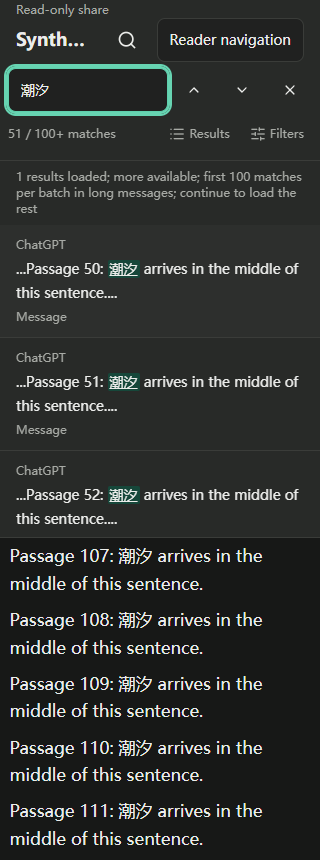 Read-only share
Synth...
Reader navigation
潮汐
51 / 100+ matches
Results
Filters
1 results loaded; more available; first 100 matches
per batch in long messages; continue to load the
rest
ChatGPT
...Passage 50: 潮汐 arrives in the middle of
this sentence....
Message
ChatGPT
...Passage 51: 潮汐 arrives in the middle of
this sentence....
Message
ChatGPT
...Passage 52: 潮汐 arrives in the middle of
this sentence....
Passage 107: 潮汐 arrives in the
middle of this sentence.
Passage 108: 潮汐 arrives in the
middle of this sentence.
Passage 109: 潮汐 arrives in the
middle of this sentence.
Passage 110: 潮汐 arrives in the
middle of this sentence.
Passage 111: 潮汐 arrives in the
middle of this sentence.